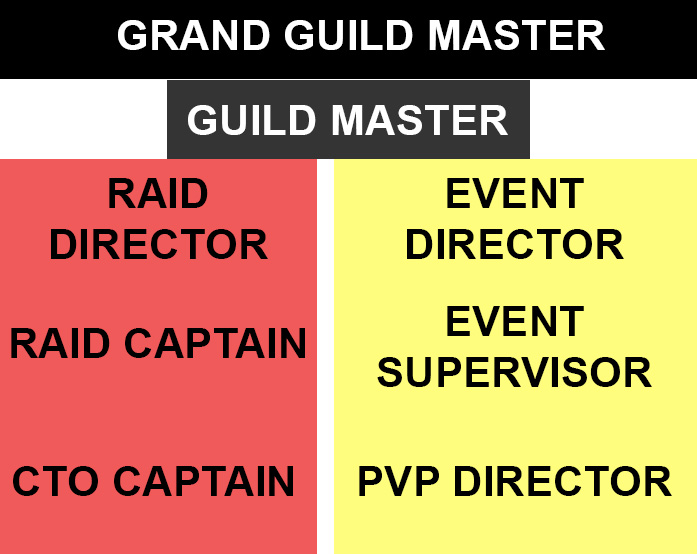 GRAND GUILD MASTER
GUILD MASTER
RAID
DIRECTOR
RAID CAPTAIN
CTO CAPTAIN
EVENT
DIRECTOR
EVENT
SUPERVISOR
PVP DIRECTOR